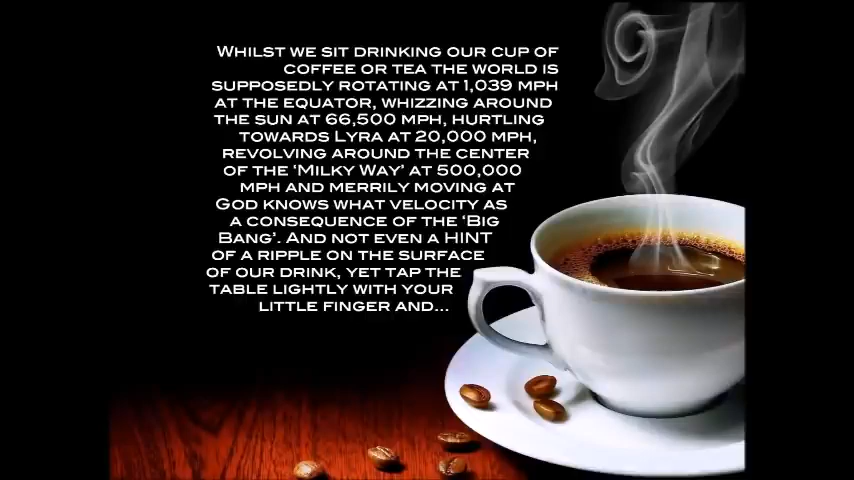 Whilst we sit drinking our cup of
coffee or tea the world is
supposedly rotating at 1,039 mph
at the equator, whizzing around
the sun at 66,500 mph, hurtling
towards Lyra at 20,000 mph,
revolving around the center
of the ‘Milky Way’ at 500,000
mph and merrily moving at
God knows what velocity as
a consequence of the ‘Big
Bang’. And not even a HINT
of a ripple on the surface
of our drink, yet tap the
table lightly with your
little finger and...